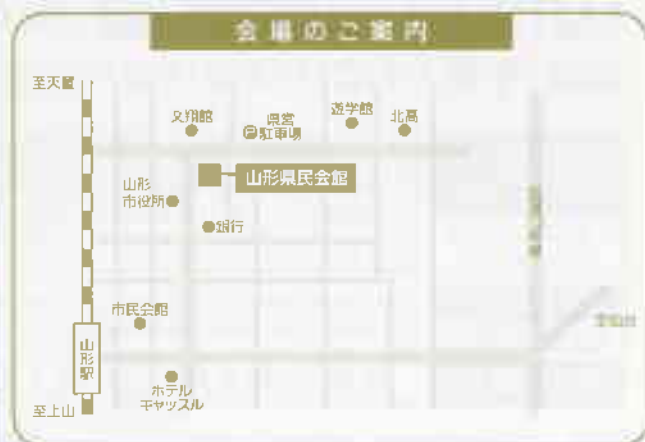 会場のご案内
至天童
文翔館
県営
Ⓟ駐車場
遊学館
北高
山形県民会館
山形
市役所
銀行
市民会館
山形駅
ホテル
キャッスル
至上山